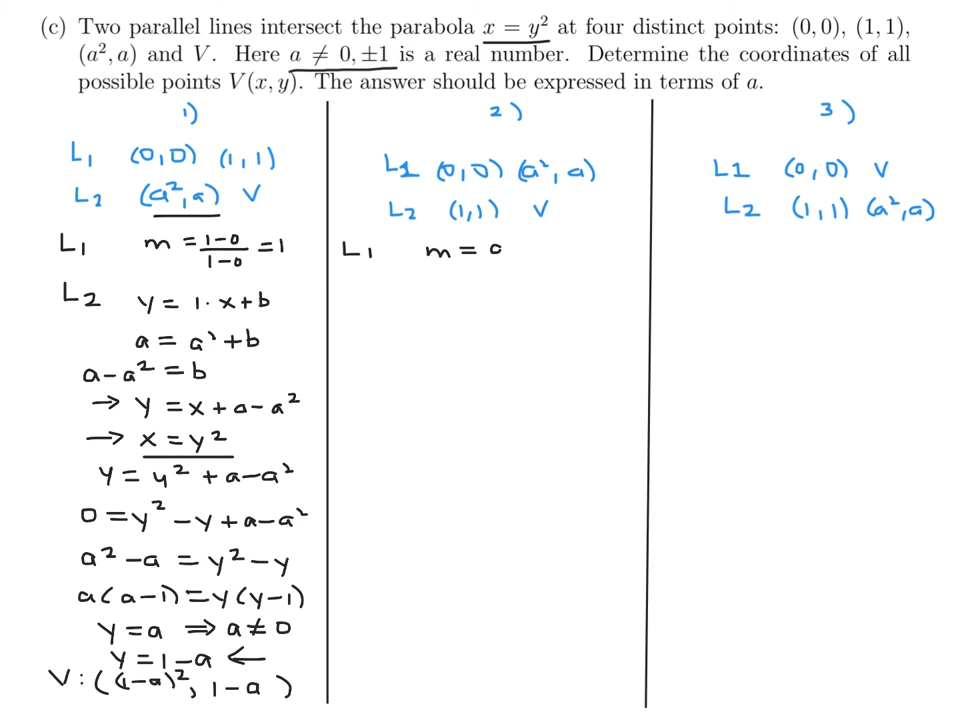 (c) Two parallel lines intersect the parabola x = y² at four distinct points: (0, 0), (1, 1),
(a², a) and V. Here a ≠ 0, ±1 is a real number. Determine the coordinates of all
possible points V(x, y). The answer should be expressed in terms of a.
1)
L1 (0,0) (1,1)
L2 (a², a) V
L1 m = 1-0/1-0 = 1
L2 y = 1·x + b
a = a² + b
a - a² = b
→ y = x + a - a²
→ x = y²
y = y² + a - a²
0 = y² - y + a - a²
a² - a = y² - y
a(a-1) = y(y-1)
y = a ⇒ a ≠ 0
y = 1 - a ←
V : ((1-a)², 1-a)
2)
L1 (0,0) (a², a)
L2 (1,1) V
L1 m =
3)
L1 (0,0) V
L2 (1,1) (a², a)